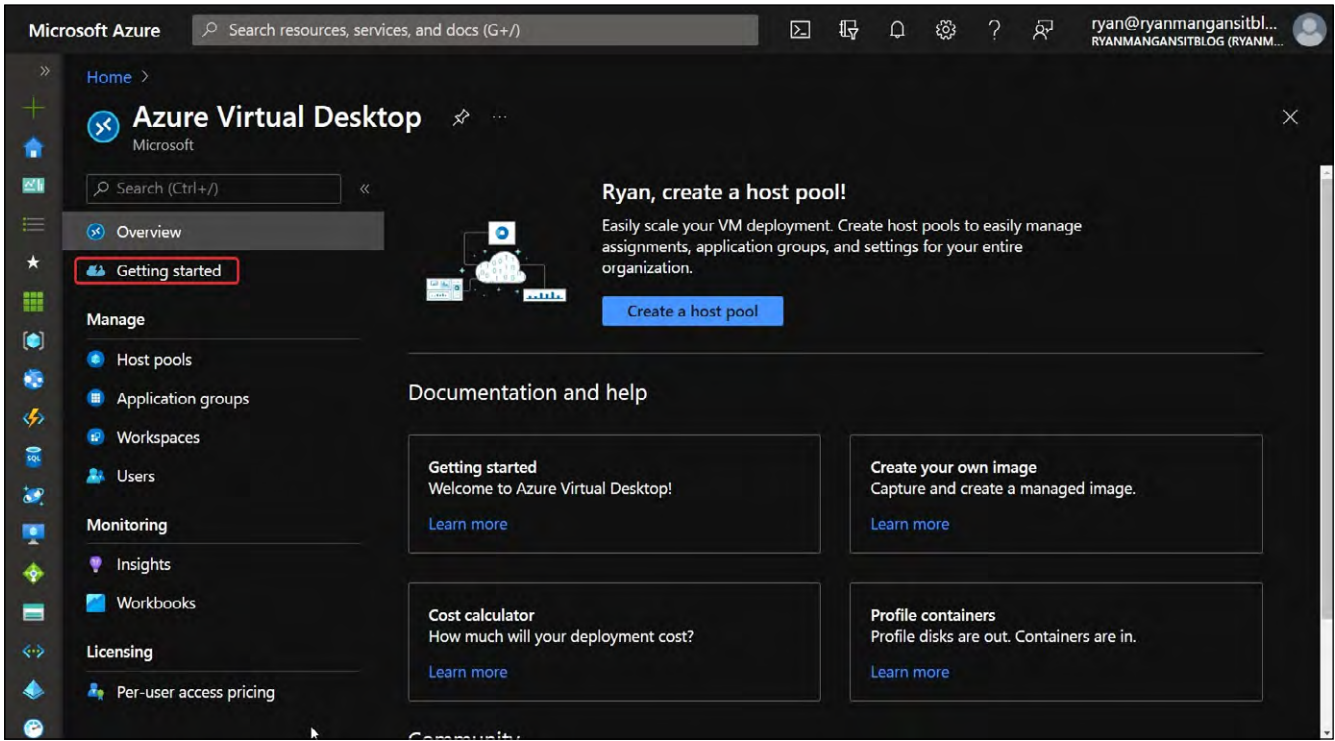 Microsoft Azure
Search resources, services, and docs (G+/)
ryan@ryanmangansitbl...
RYANMANGANSITBLOG (RYANM...
Home >
Azure Virtual Desktop
Microsoft
Search (Ctrl+/)
Overview
Getting started
Manage
Host pools
Application groups
Workspaces
Users
Monitoring
Insights
Workbooks
Licensing
Per-user access pricing
Ryan, create a host pool!
Easily scale your VM deployment. Create host pools to easily manage
assignments, application groups, and settings for your entire
organization.
Create a host pool
Documentation and help
Getting started
Welcome to Azure Virtual Desktop!
Learn more
Create your own image
Capture and create a managed image.
Learn more
Cost calculator
How much will your deployment cost?
Learn more
Profile containers
Profile disks are out. Containers are in.
Learn more
Community